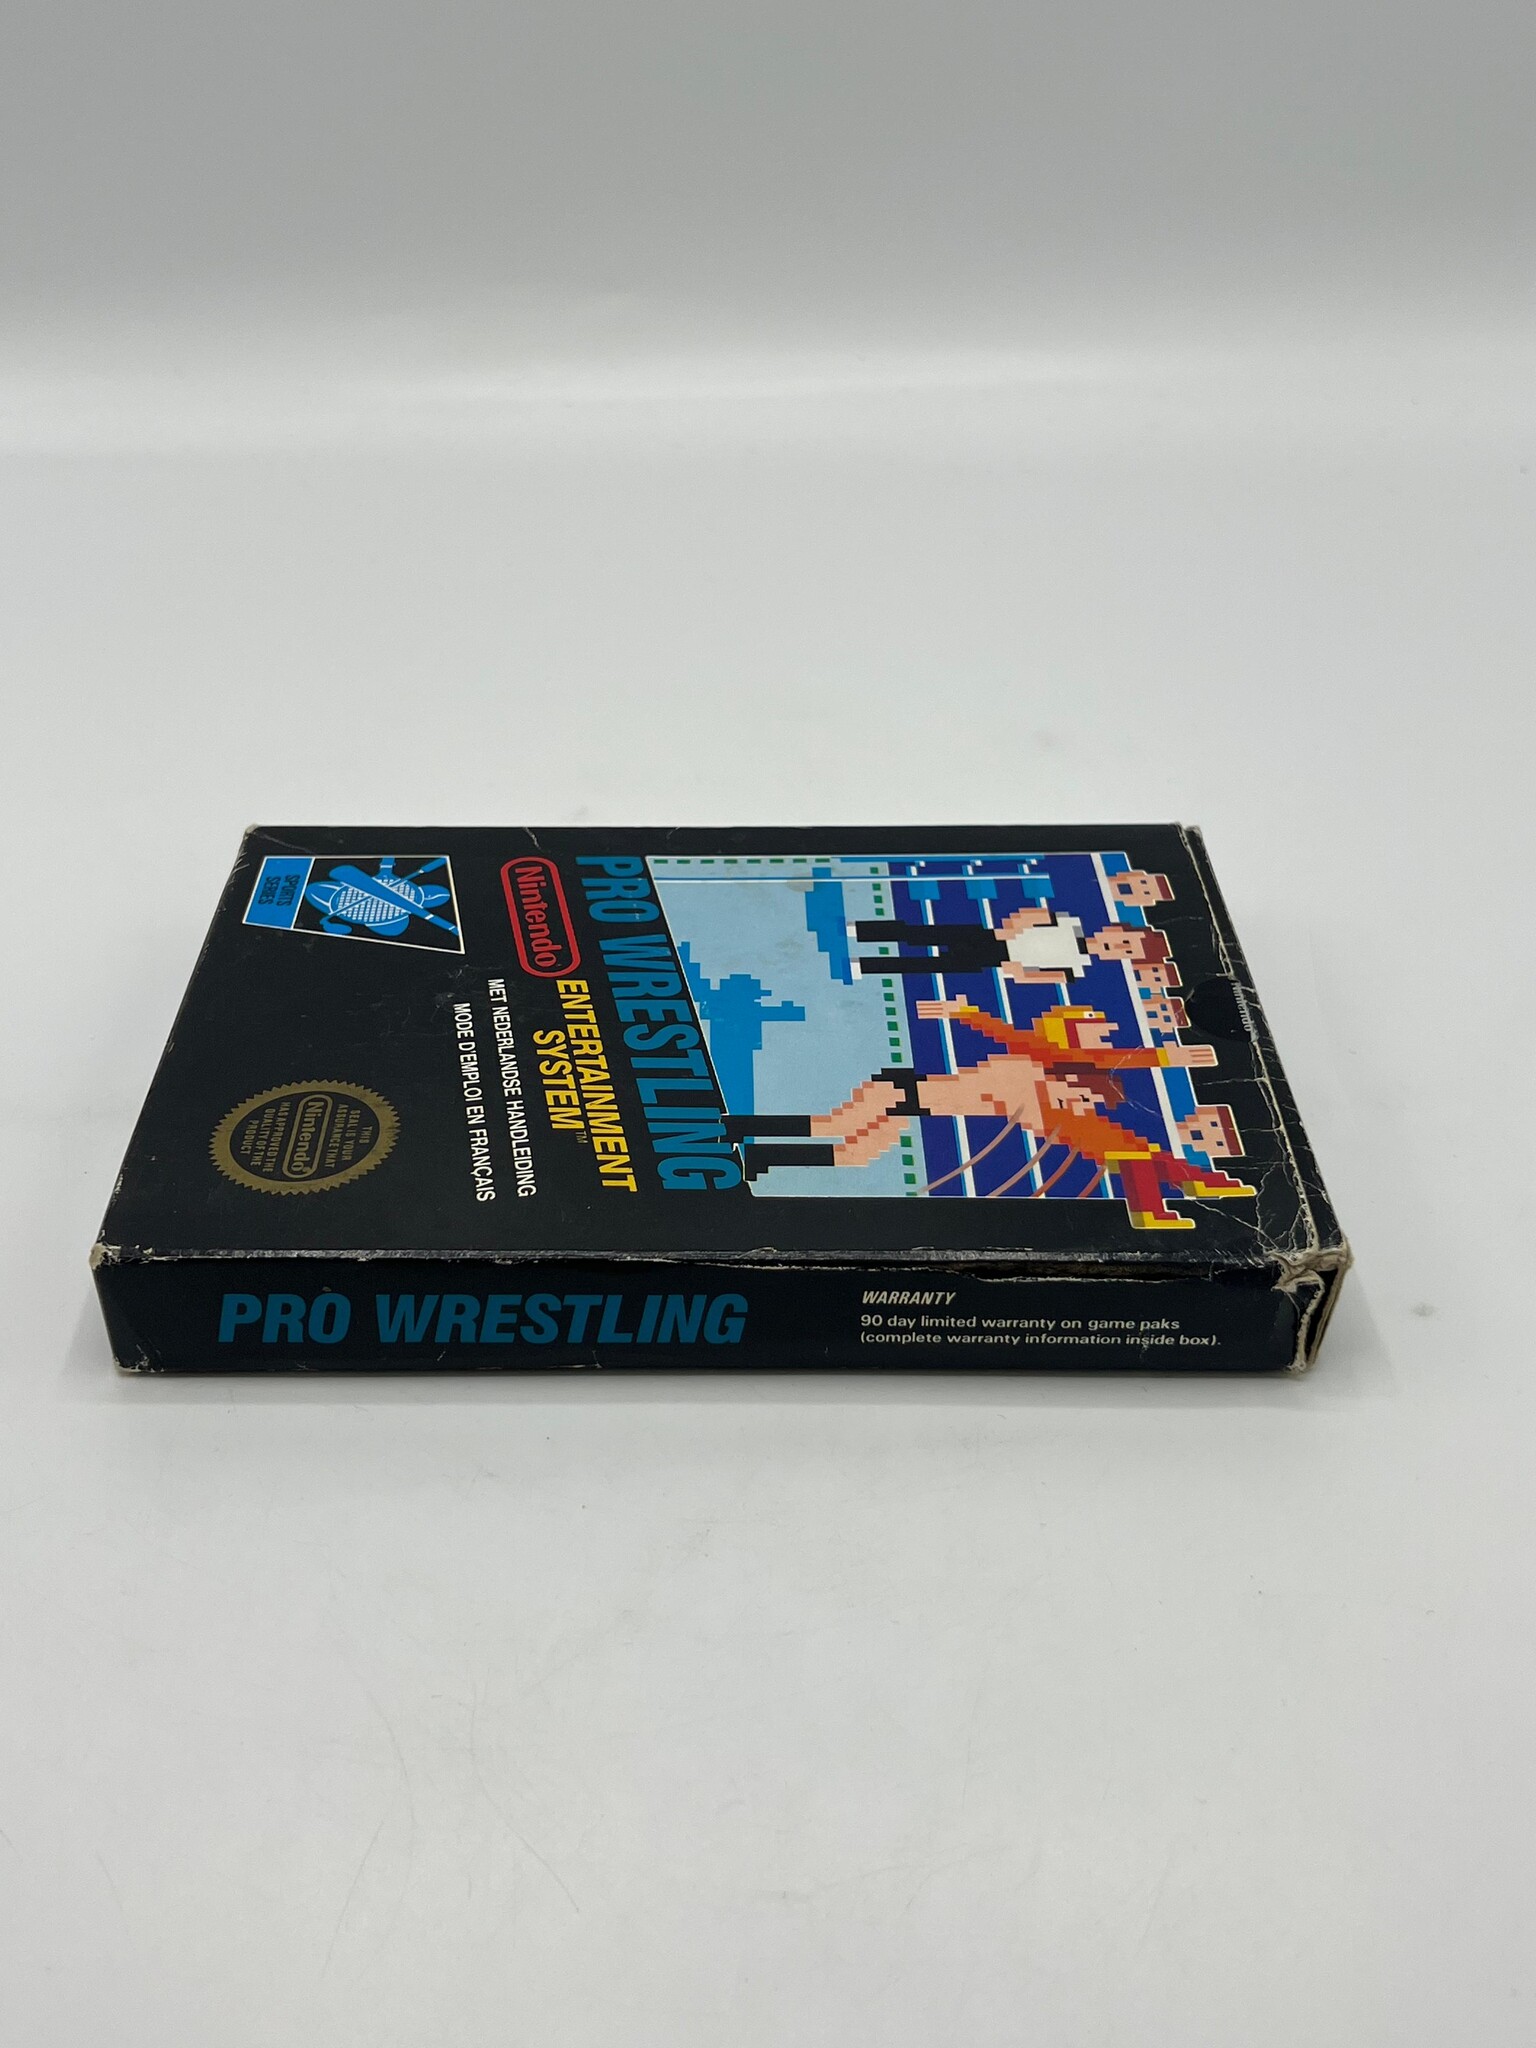 Nintendo
PRO WRESTLING
Nintendo
ENTERTAINMENT
SYSTEM™
MET NEDERLANDSE HANDLEIDING
MODE D'EMPLOI EN FRANÇAIS
SPORTS
SERIES
THIS
SEAL IS YOUR
ASSURANCE THAT
Nintendo
HAS APPROVED THE
QUALITY OF THIS
PRODUCT
PRO WRESTLING
WARRANTY
90 day limited warranty on game paks
(complete warranty information inside box).